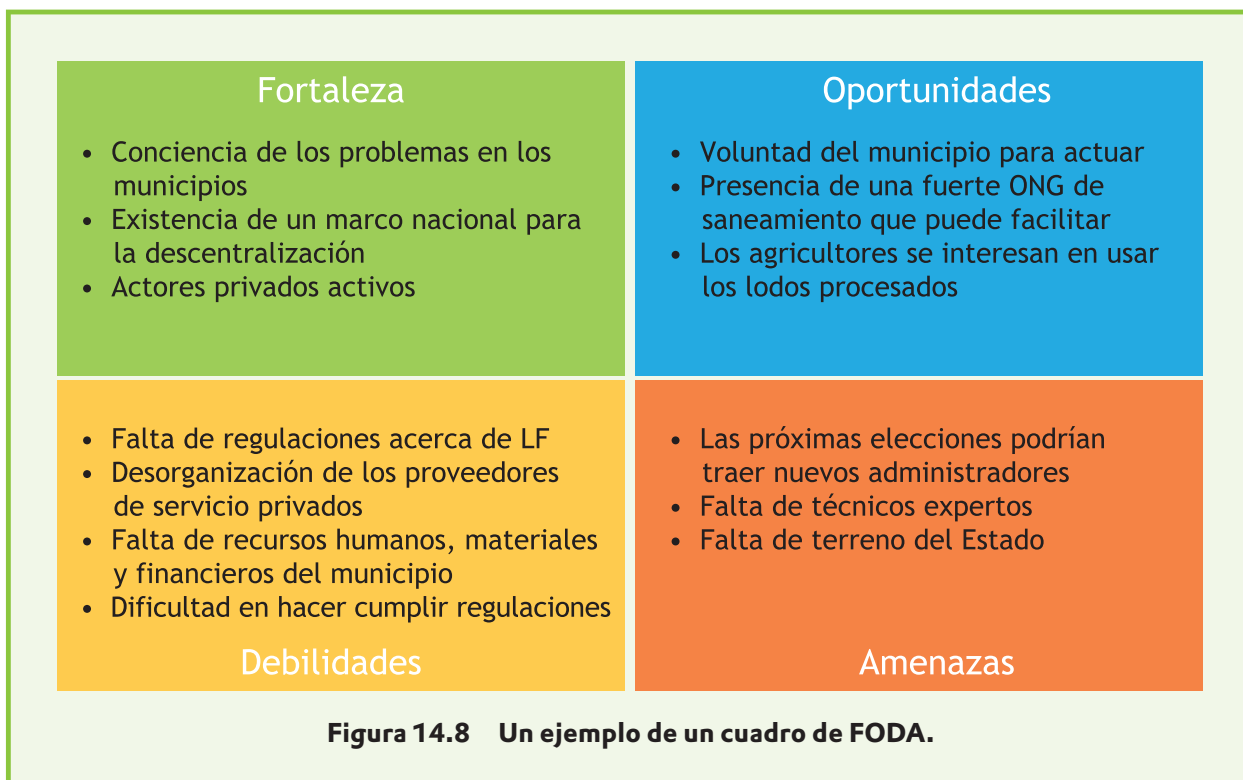 Fortaleza
• Conciencia de los problemas en los
municipios
• Existencia de un marco nacional para
la descentralización
• Actores privados activos
Oportunidades
• Voluntad del municipio para actuar
• Presencia de una fuerte ONG de
saneamiento que puede facilitar
• Los agricultores se interesan en usar
los lodos procesados
• Falta de regulaciones acerca de LF
• Desorganización de los proveedores
de servicio privados
• Falta de recursos humanos, materiales
y financieros del municipio
• Dificultad en hacer cumplir regulaciones
Debilidades
• Las próximas elecciones podrían
traer nuevos administradores
• Falta de técnicos expertos
• Falta de terreno del Estado
Amenazas
Figura 14.8 Un ejemplo de un cuadro de FODA.